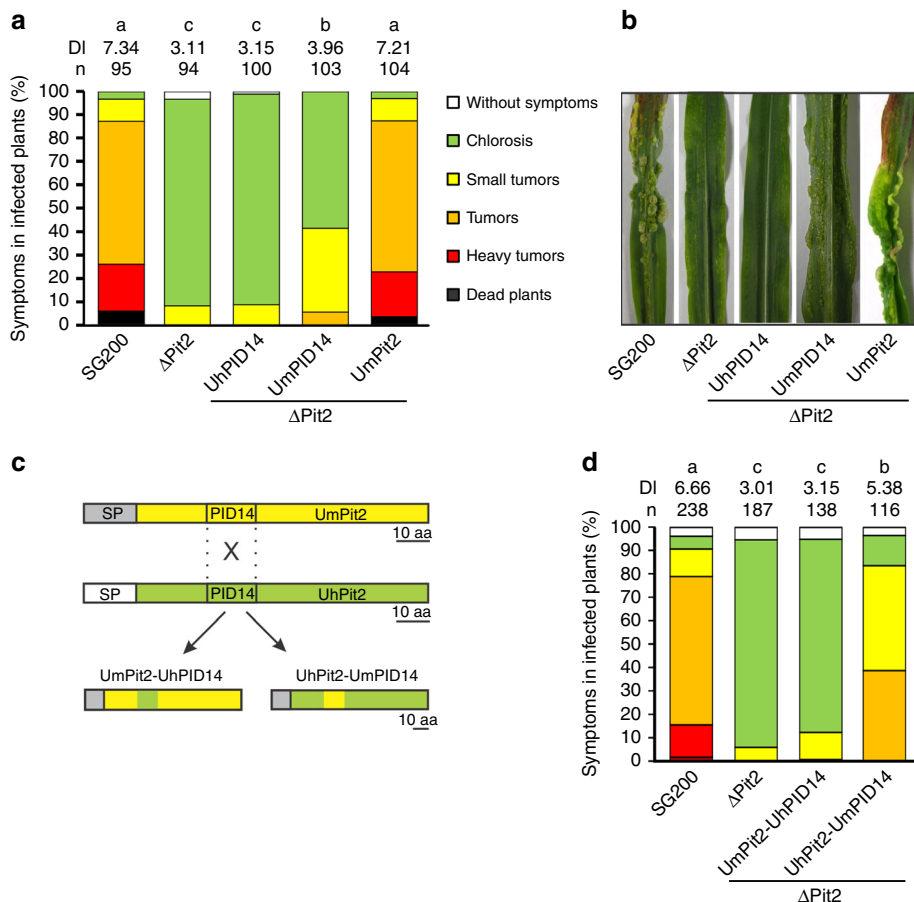 a
a c c b a
DI 7.34 3.11 3.15 3.96 7.21
n 95 94 100 103 104
Symptoms in infected plants (%)
100
90
80
70
60
50
40
30
20
10
0
SG200
ΔPit2
UhPID14
UmPID14
UmPit2
ΔPit2
Without symptoms
Chlorosis
Small tumors
Tumors
Heavy tumors
Dead plants
b
SG200
ΔPit2
UhPID14
UmPID14
UmPit2
ΔPit2
c
SP PID14 UmPit2
10 aa
X
SP PID14 UhPit2
10 aa
UmPit2-UhPID14 UhPit2-UmPID14
10 aa
d
a c c b
DI 6.66 3.01 3.15 5.38
n 238 187 138 116
Symptoms in infected plants (%)
100
90
80
70
60
50
40
30
20
10
0
SG200
ΔPit2
UmPit2-UhPID14
UhPit2-UmPID14
ΔPit2